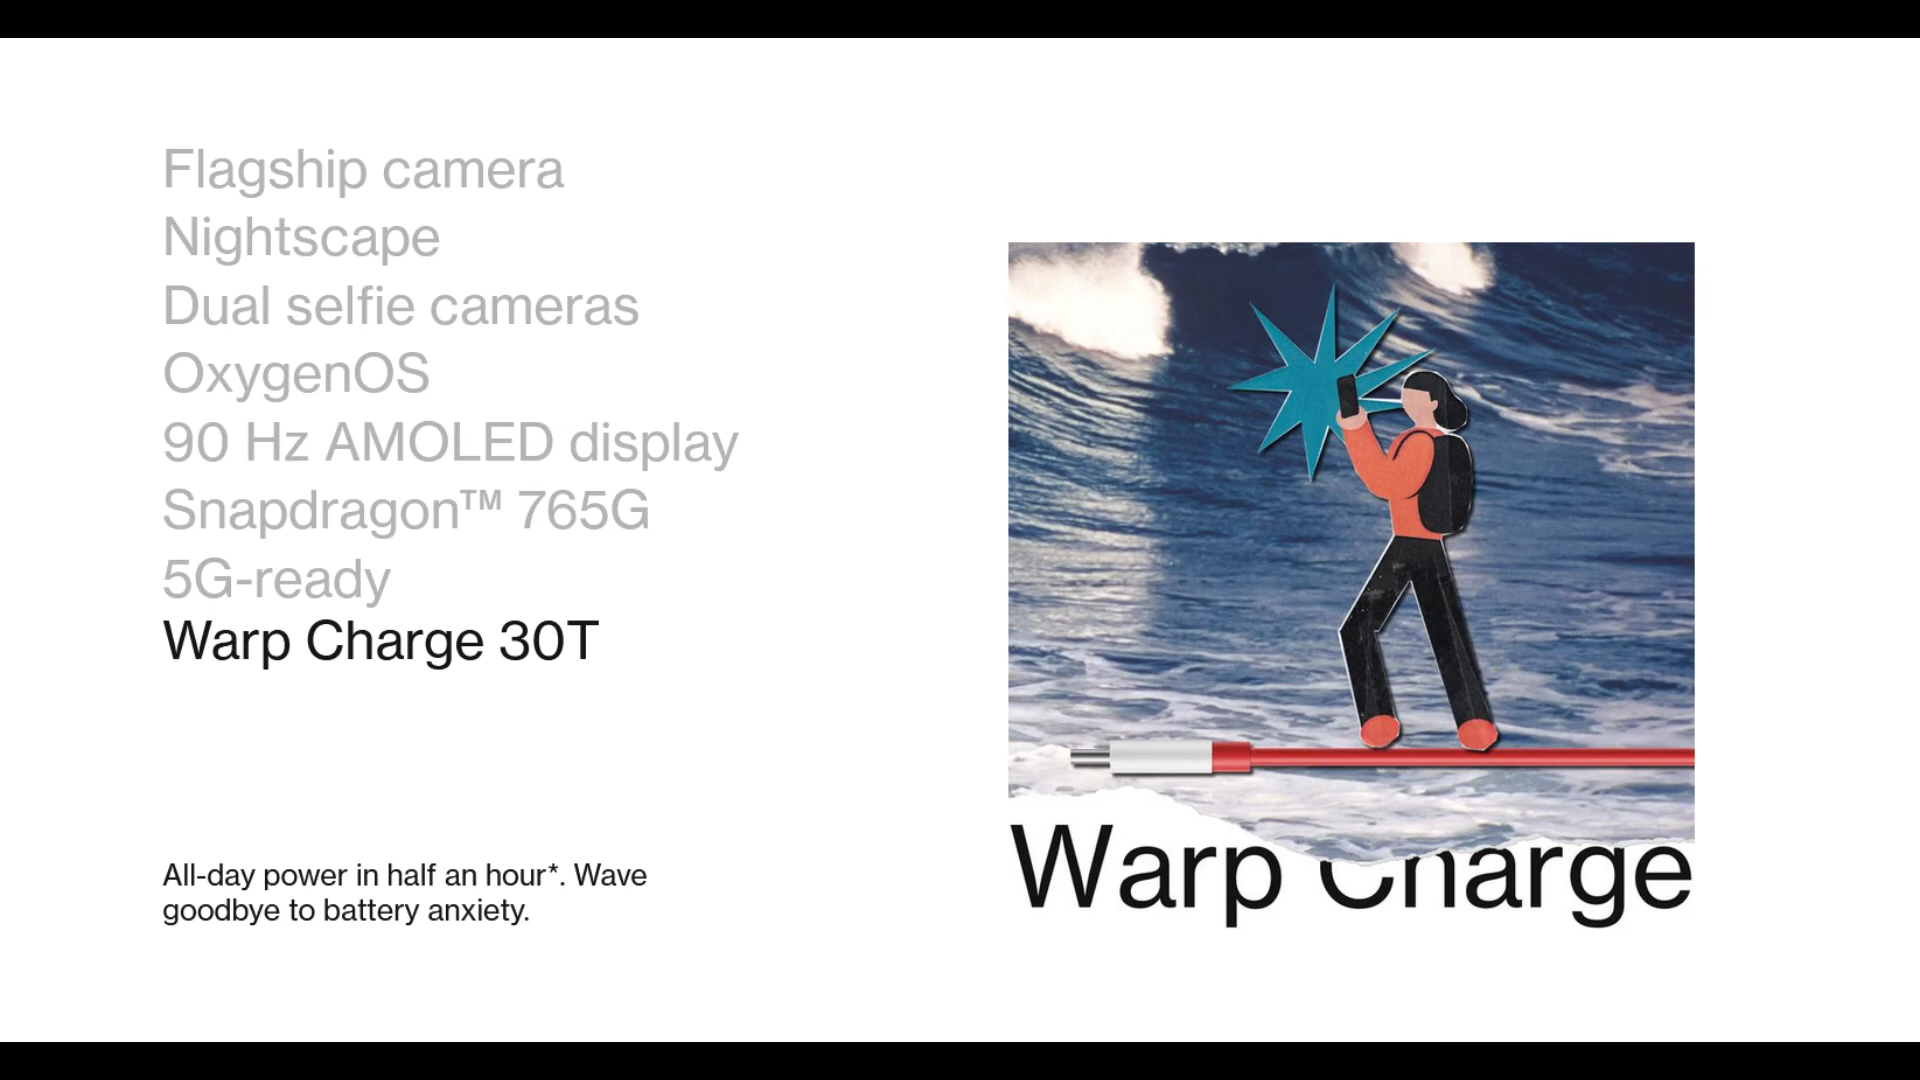 Flagship camera
Nightscape
Dual selfie cameras
OxygenOS
90 Hz AMOLED display
Snapdragon™ 765G
5G-ready
Warp Charge 30T
All-day power in half an hour*. Wave
goodbye to battery anxiety.
Warp Charge